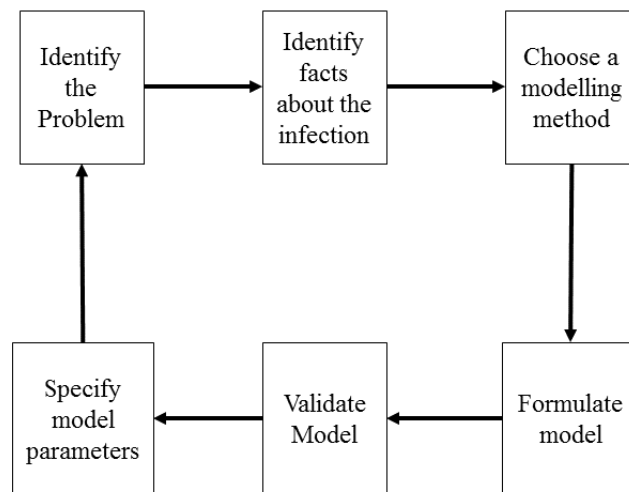 Identify
the
Problem
Identify
facts
about the
infection
Choose a
modelling
method
Formulate
model
Validate
Model
Specify
model
parameters